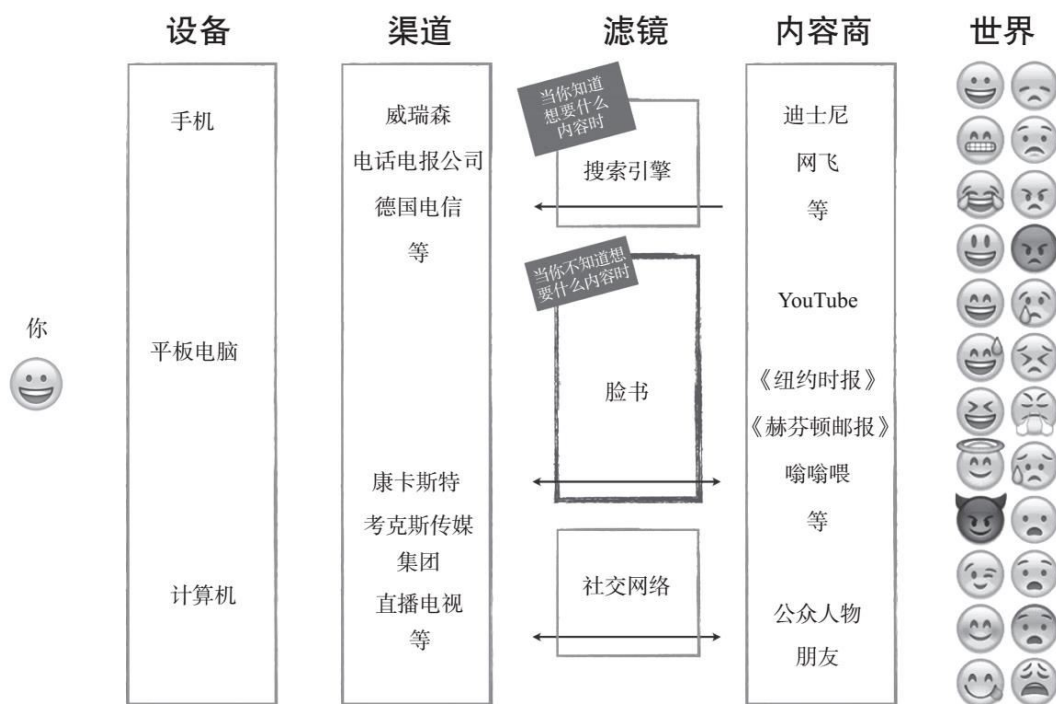 设备
渠道
滤镜
内容商
世界
你
手机
平板电脑
计算机
威瑞森
电话电报公司
德国电信
等
康卡斯特
考克斯传媒
集团
直播电视
等
当你知道
想要什么
内容时
搜索引擎
当你不知道想
要什么内容时
脸书
社交网络
迪士尼
网飞
等
YouTube
《纽约时报》
《赫芬顿邮报》
嗡嗡喂
等
公众人物
朋友